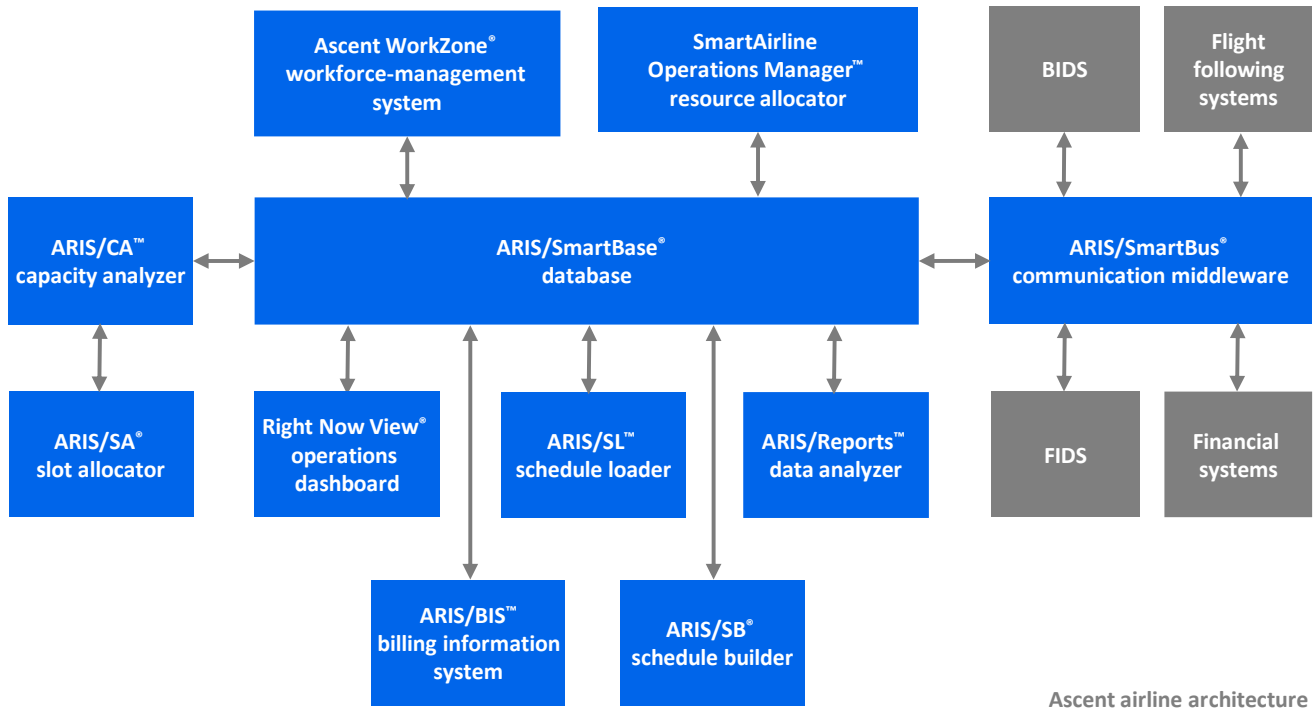 Ascent WorkZone®
workforce-management
system
SmartAirline
Operations Manager™
resource allocator
BIDS
Flight
following
systems
ARIS/CA™
capacity analyzer
ARIS/SmartBase®
database
ARIS/SmartBus®
communication middleware
ARIS/SA®
slot allocator
Right Now View®
operations
dashboard
ARIS/SL™
schedule loader
ARIS/Reports™
data analyzer
FIDS
Financial
systems
ARIS/BIS™
billing information
system
ARIS/SB®
schedule builder
Ascent airline architecture